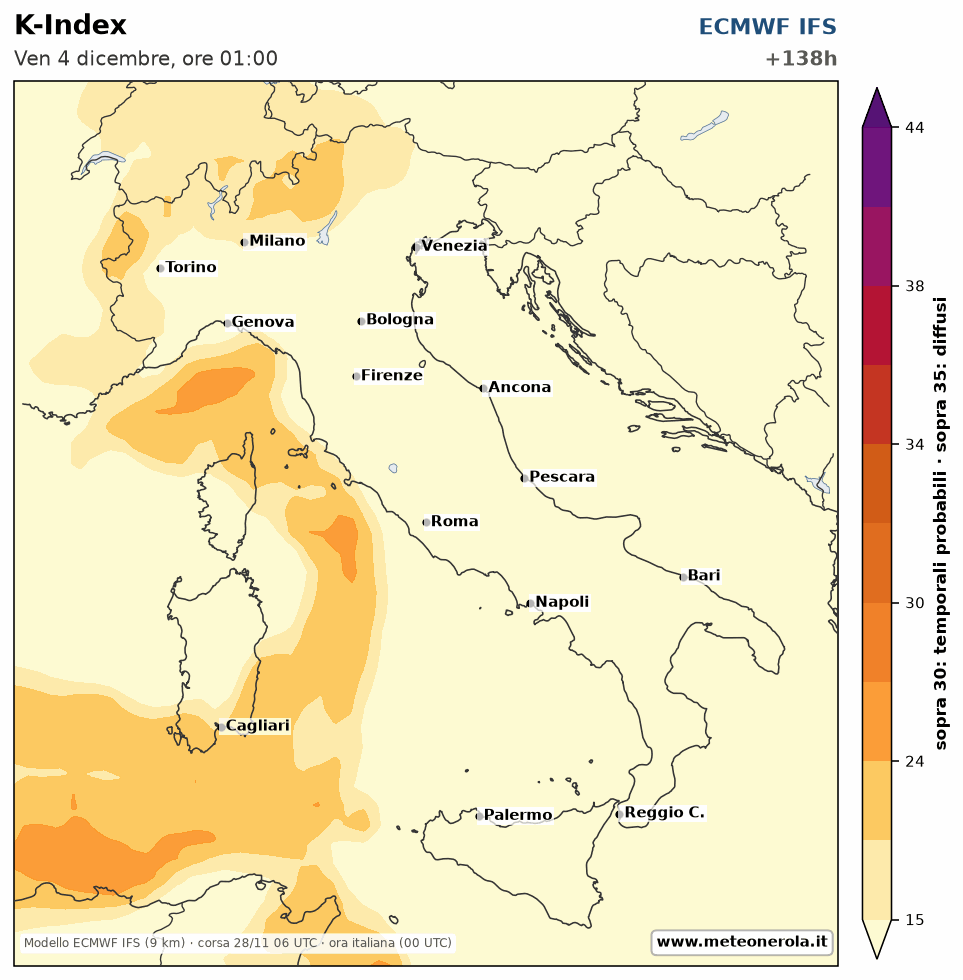 K-Index
ECMWF IFS
Ven 4 dicembre, ore 01:00
+138h
44
38
34
30
24
15
sopra 30: temporali probabili · sopra 35: diffusi
Milano
Venezia
Torino
Genova
Bologna
Firenze
Ancona
Pescara
Roma
Bari
Napoli
Cagliari
Palermo
Reggio C.
Modello ECMWF IFS (9 km) · corsa 28/11 06 UTC · ora italiana (00 UTC)
www.meteonerola.it